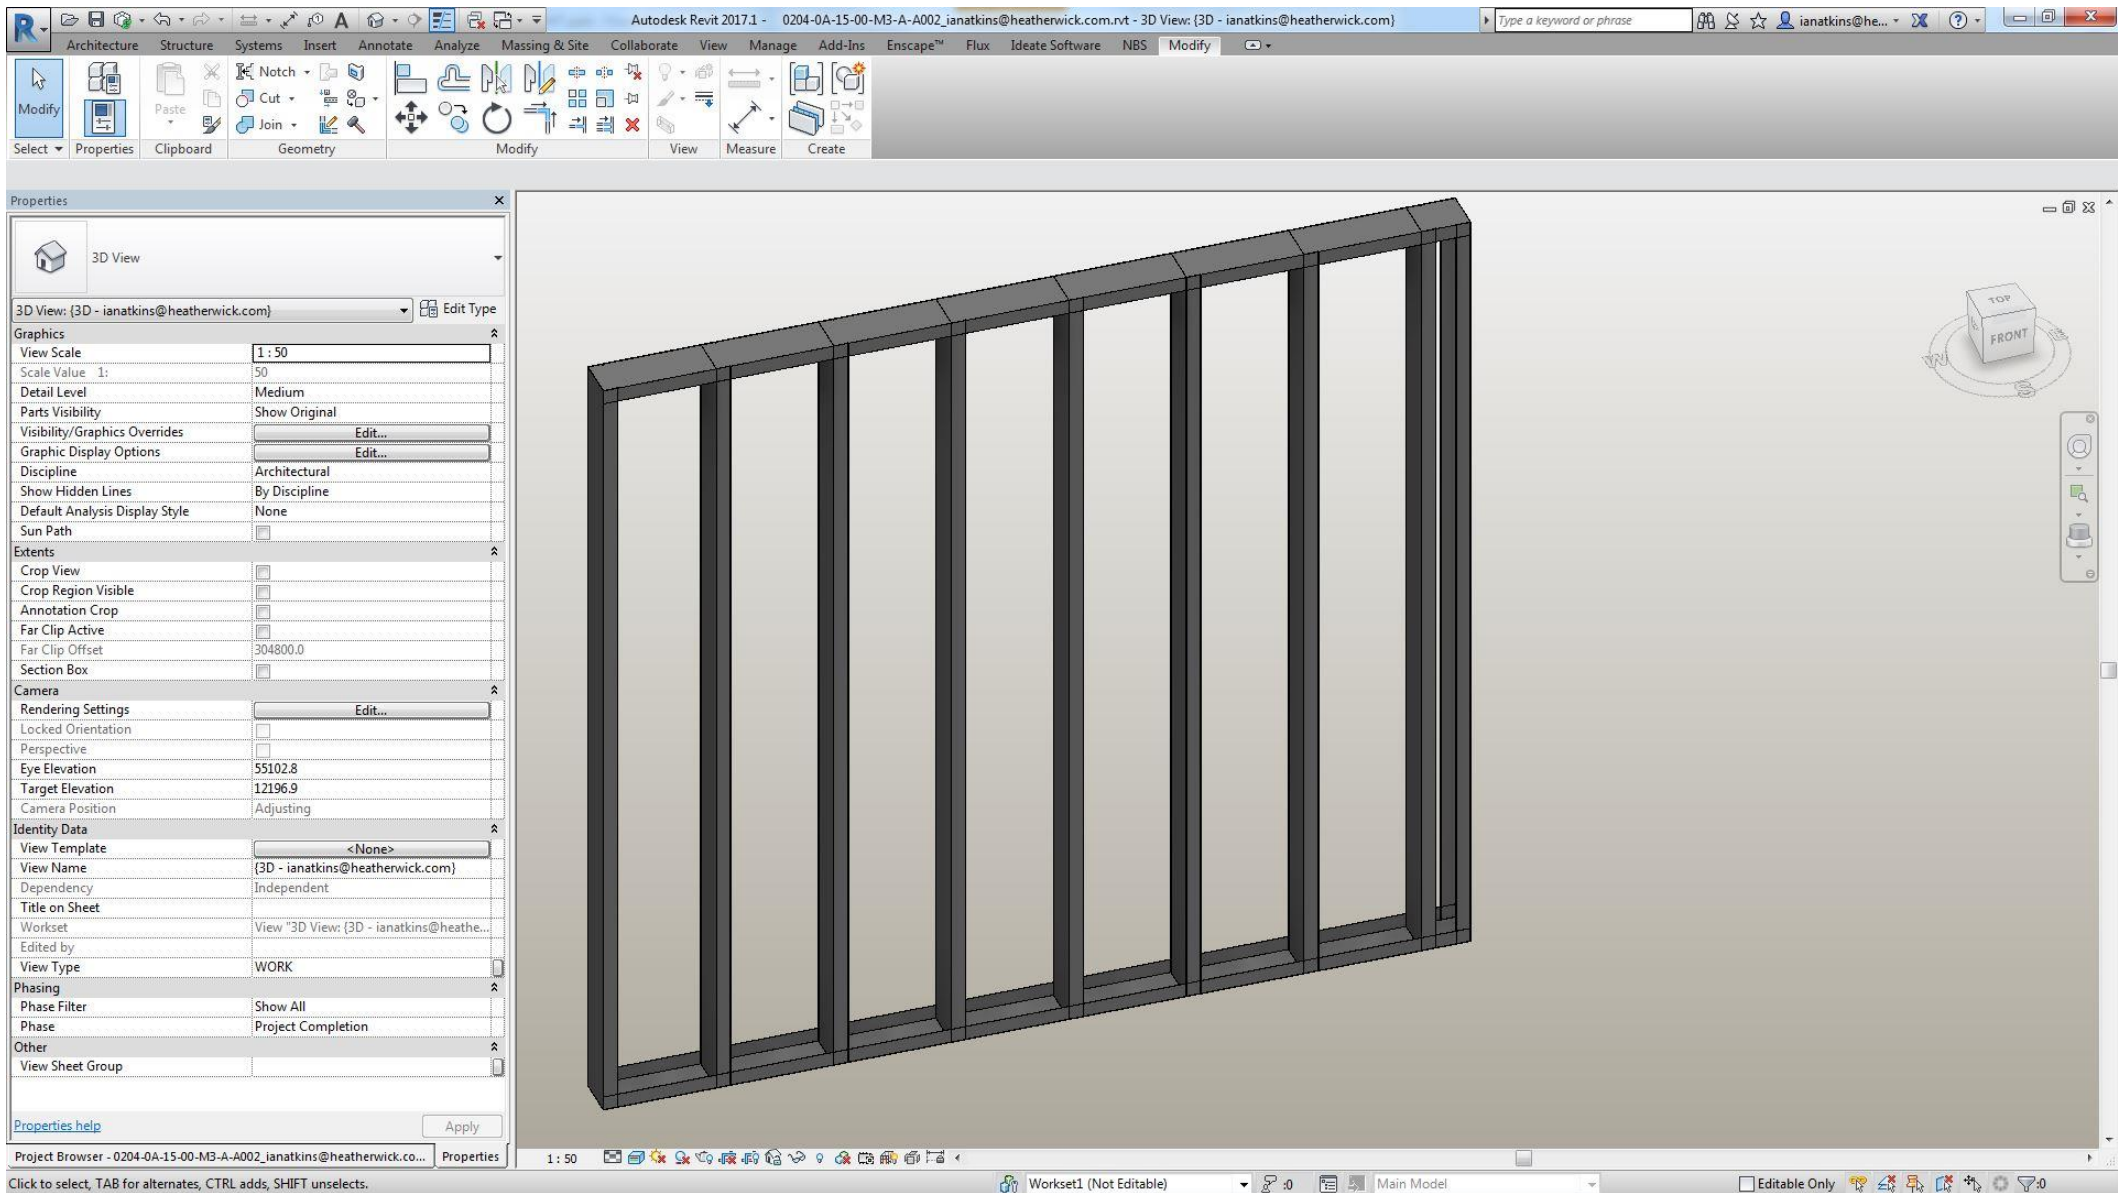 Autodesk Revit 2017.1 - 0204-0A-15-00-M3-A-A002_ianatkins@heatherwick.com.rvt - 3D View: {3D - ianatkins@heatherwick.com}
Type a keyword or phrase
ianatkins@he...
Architecture Structure Systems Insert Annotate Analyze Massing & Site Collaborate View Manage Add-Ins Enscape™ Flux Ideate Software NBS Modify
Modify
Paste
Notch
Cut
Join
Select Properties Clipboard Geometry Modify View Measure Create
Properties
3D View
3D View: {3D - ianatkins@heatherwick.com} Edit Type
Graphics
View Scale 1 : 50
Scale Value 1: 50
Detail Level Medium
Parts Visibility Show Original
Visibility/Graphics Overrides Edit...
Graphic Display Options Edit...
Discipline Architectural
Show Hidden Lines By Discipline
Default Analysis Display Style None
Sun Path
Extents
Crop View
Crop Region Visible
Annotation Crop
Far Clip Active
Far Clip Offset 304800.0
Section Box
Camera
Rendering Settings Edit...
Locked Orientation
Perspective
Eye Elevation 55102.8
Target Elevation 12196.9
Camera Position Adjusting
Identity Data
View Template <None>
View Name {3D - ianatkins@heatherwick.com}
Dependency Independent
Title on Sheet
Workset View "3D View: {3D - ianatkins@heathe...
Edited by
View Type WORK
Phasing
Phase Filter Show All
Phase Project Completion
Other
View Sheet Group
Properties help Apply
Project Browser - 0204-0A-15-00-M3-A-A002_ianatkins@heatherwick.co... Properties
TOP
FRONT
W
S
1 : 50
Click to select, TAB for alternates, CTRL adds, SHIFT unselects.
Workset1 (Not Editable) :0 Main Model Editable Only :0